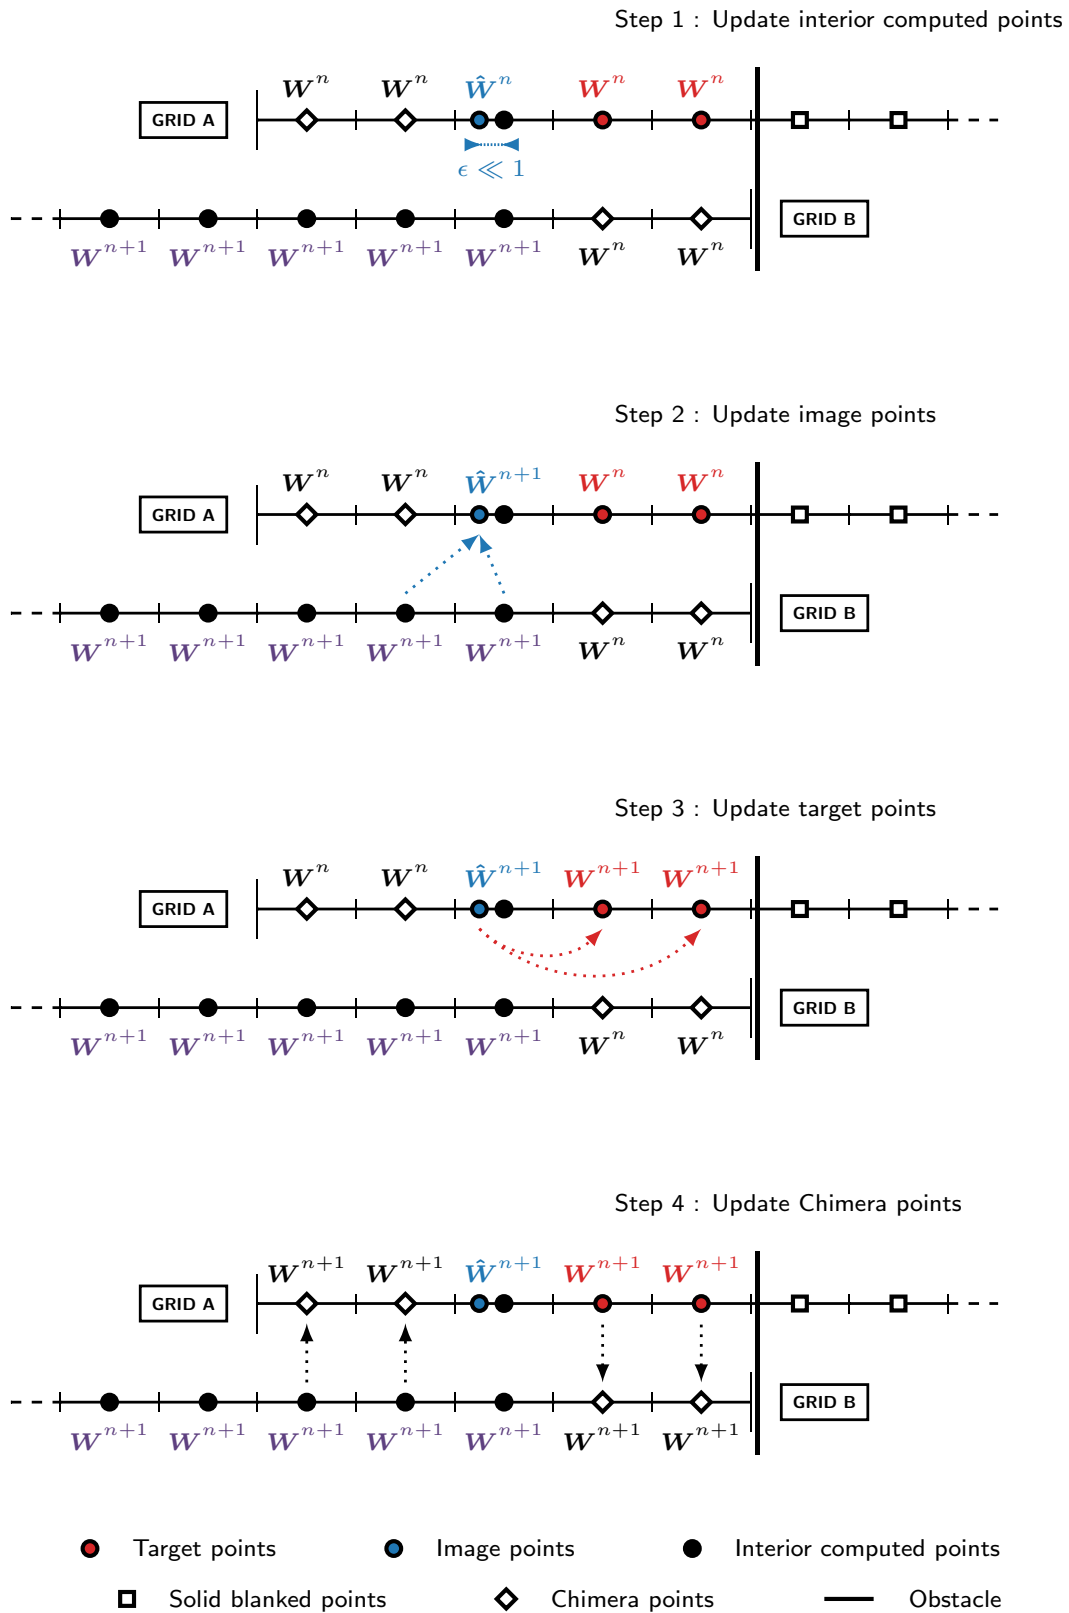 Step 1 : Update interior computed points
W^n W^n Ŵ^n W^n W^n
GRID A
ϵ ≪ 1
GRID B
W^{n+1} W^{n+1} W^{n+1} W^{n+1} W^{n+1} W^n W^n
Step 2 : Update image points
W^n W^n Ŵ^{n+1} W^n W^n
GRID A
GRID B
W^{n+1} W^{n+1} W^{n+1} W^{n+1} W^{n+1} W^n W^n
Step 3 : Update target points
W^n W^n Ŵ^{n+1} W^{n+1} W^{n+1}
GRID A
GRID B
W^{n+1} W^{n+1} W^{n+1} W^{n+1} W^{n+1} W^n W^n
Step 4 : Update Chimera points
W^{n+1} W^{n+1} Ŵ^{n+1} W^{n+1} W^{n+1}
GRID A
GRID B
W^{n+1} W^{n+1} W^{n+1} W^{n+1} W^{n+1} W^{n+1} W^{n+1}
Target points Image points Interior computed points
Solid blanked points Chimera points Obstacle